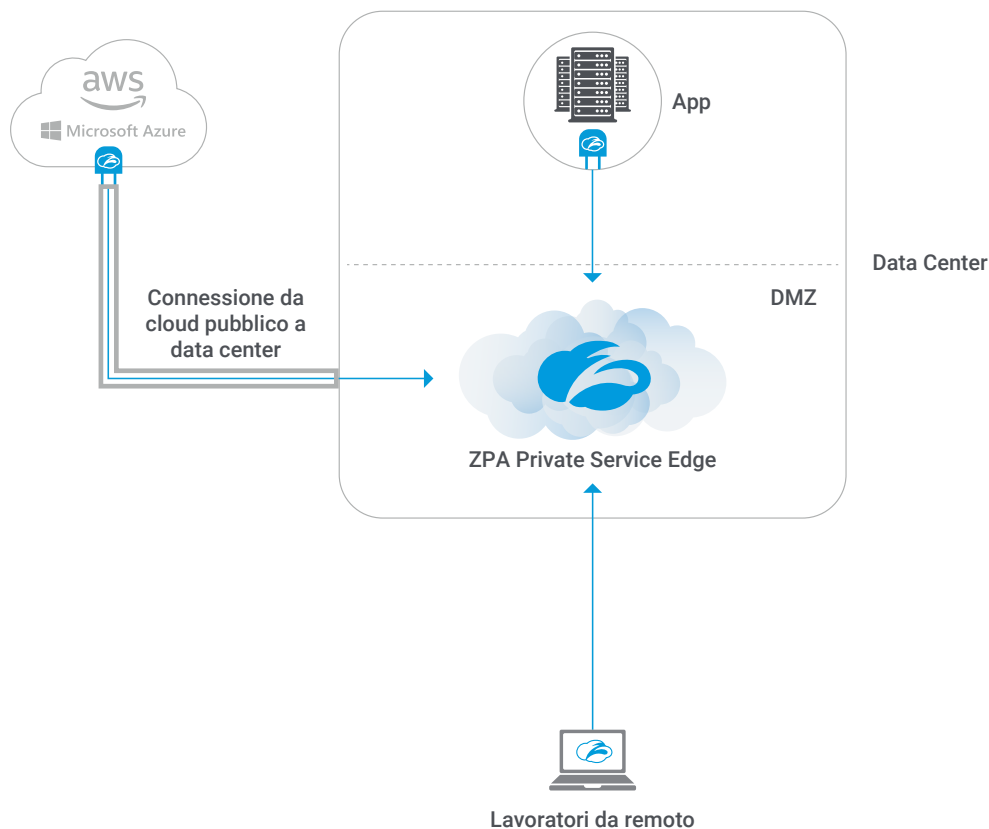 aws
Microsoft Azure
App
Data Center
DMZ
Connessione da
cloud pubblico a
data center
ZPA Private Service Edge
Lavoratori da remoto